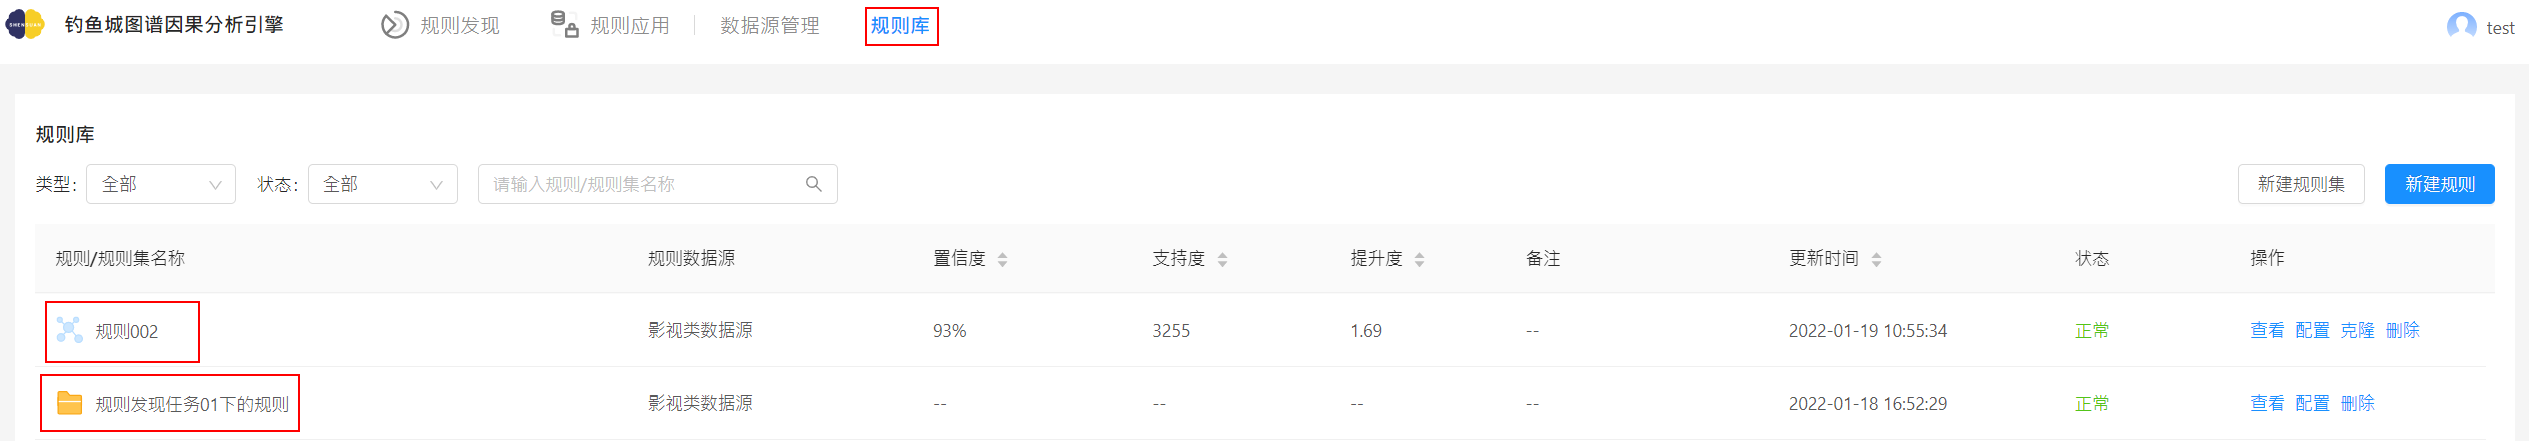 SHENSUAN 钓鱼城图谱因果分析引擎 规则发现 规则应用 数据源管理 规则库 test
规则库
类型: 全部 状态: 全部 请输入规则/规则集名称 新建规则集 新建规则
规则/规则集名称 规则数据源 置信度 支持度 提升度 备注 更新时间 状态 操作
规则002 影视类数据源 93% 3255 1.69 -- 2022-01-19 10:55:34 正常 查看 配置 克隆 删除
规则发现任务01下的规则 影视类数据源 -- -- -- -- 2022-01-18 16:52:29 正常 查看 配置 删除